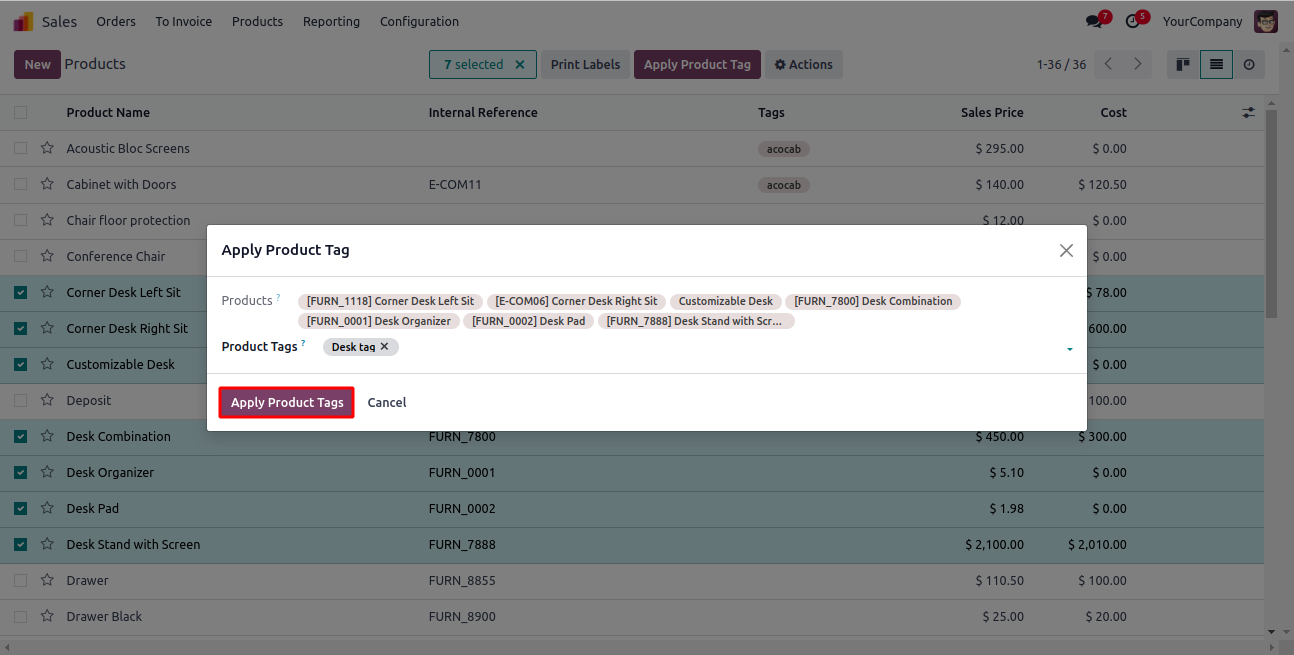 Sales Orders To Invoice Products Reporting Configuration 7 5 YourCompany
New Products 7 selected × Print Labels Apply Product Tag Actions 1-36 / 36
Product Name Internal Reference Tags Sales Price Cost
Acoustic Bloc Screens acocab $ 295.00 $ 0.00
Cabinet with Doors E-COM11 acocab $ 140.00 $ 120.50
Chair floor protection $ 12.00 $ 0.00
Conference Chair $ 0.00
Corner Desk Left Sit $ 78.00
Corner Desk Right Sit 600.00
Customizable Desk $ 0.00
Deposit 100.00
Apply Product Tag
Products ? [FURN_1118] Corner Desk Left Sit [E-COM06] Corner Desk Right Sit Customizable Desk [FURN_7800] Desk Combination
[FURN_0001] Desk Organizer [FURN_0002] Desk Pad [FURN_7888] Desk Stand with Scr...
Product Tags ? Desk tag ×
Apply Product Tags Cancel
Desk Combination FURN_7800 $ 450.00 $ 300.00
Desk Organizer FURN_0001 $ 5.10 $ 0.00
Desk Pad FURN_0002 $ 1.98 $ 0.00
Desk Stand with Screen FURN_7888 $ 2,100.00 $ 2,010.00
Drawer FURN_8855 $ 110.50 $ 100.00
Drawer Black FURN_8900 $ 25.00 $ 20.00